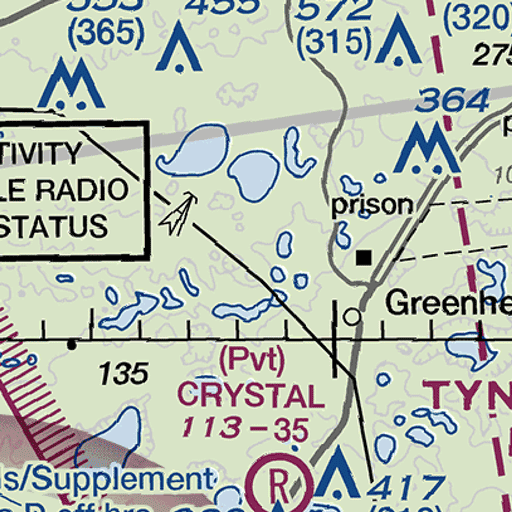 455
572
(365)
(315)
(320)
275
364
TIVITY
LE RADIO
STATUS
prison
Greenhe
135
(Pvt)
CRYSTAL
113 - 35
TYN
s/Supplement
R
417